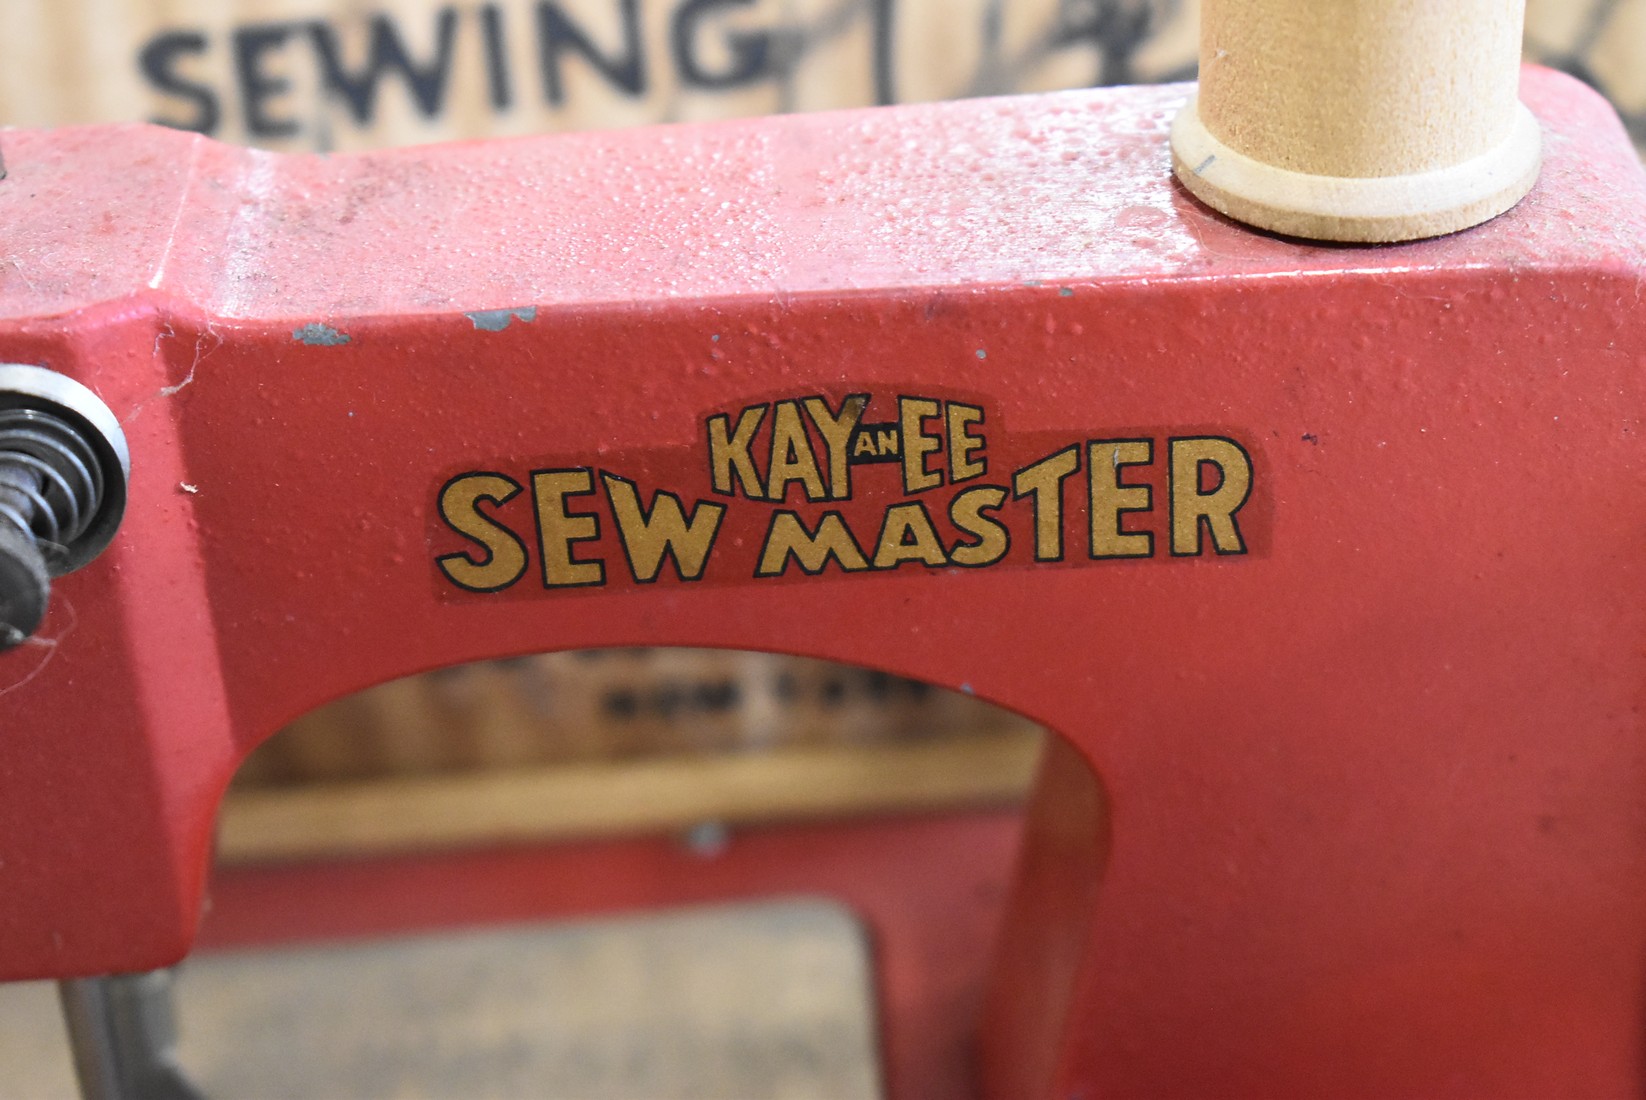 SEWING
KAY AN EE
SEW MASTER